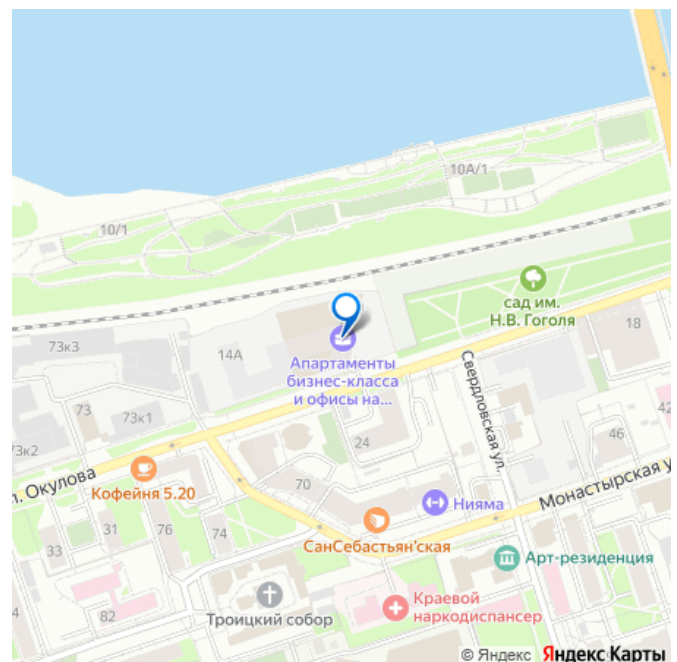 10А/1
10/1
сад им.
Н.В. Гоголя
18
73к3
14А
Апартаменты
бизнес-класса
и офисы на...
Свердловская ул.
73
73к1
42
46
24
73к2
л. Окулова
Кофейня 5.20
70
Нияма
Монастырская у
31
76
74
СанСебастьян'ская
33
Арт-резиденция
Троицкий собор
Краевой
наркодиспансер
82
4
© Яндекс Яндекс Карты